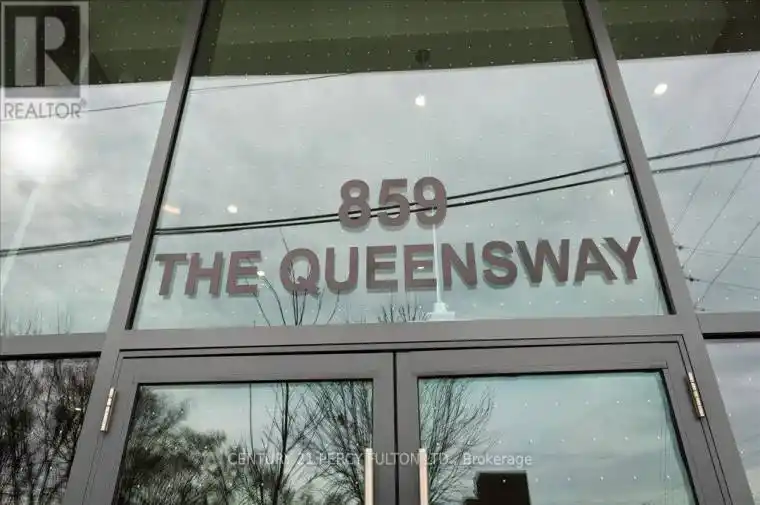 R
REALTOR
859
THE QUEENSWAY
CENTURY 21 PERCY FULTON LTD., Brokerage